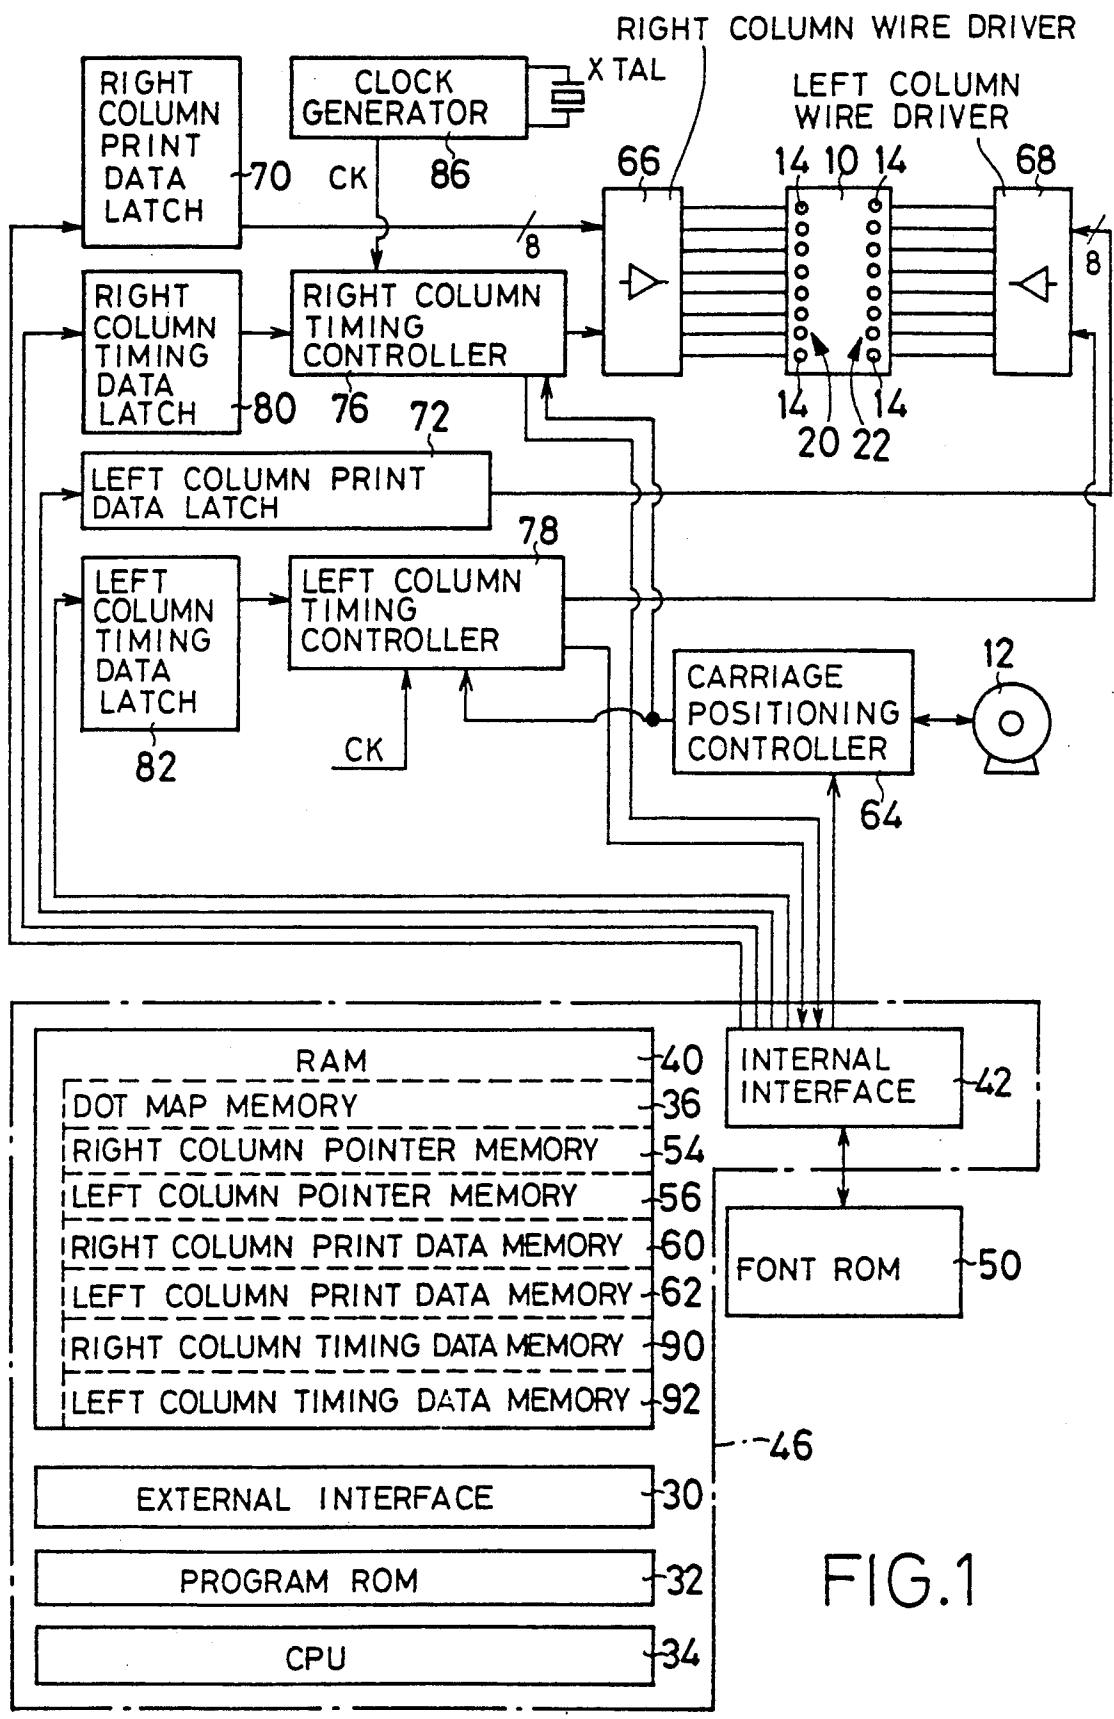 RIGHT COLUMN WIRE DRIVER
RIGHT
COLUMN
PRINT
DATA
LATCH
70
CLOCK
GENERATOR
86
X TAL
CK
LEFT COLUMN
WIRE DRIVER
66
14
10
14
68
8
8
RIGHT
COLUMN
TIMING
DATA
LATCH
80
RIGHT COLUMN
TIMING
CONTROLLER
76
14
14
20
22
72
LEFT COLUMN PRINT
DATA LATCH
78
LEFT
COLUMN
TIMING
DATA
LATCH
82
LEFT COLUMN
TIMING
CONTROLLER
CK
CARRIAGE
POSITIONING
CONTROLLER
64
12
RAM
40
DOT MAP MEMORY
36
RIGHT COLUMN POINTER MEMORY
54
LEFT COLUMN POINTER MEMORY
56
RIGHT COLUMN PRINT DATA MEMORY
60
LEFT COLUMN PRINT DATA MEMORY
62
RIGHT COLUMN TIMING DATA MEMORY
90
LEFT COLUMN TIMING DATA MEMORY
92
INTERNAL
INTERFACE
42
FONT ROM
50
46
EXTERNAL INTERFACE
30
PROGRAM ROM
32
CPU
34
FIG.1